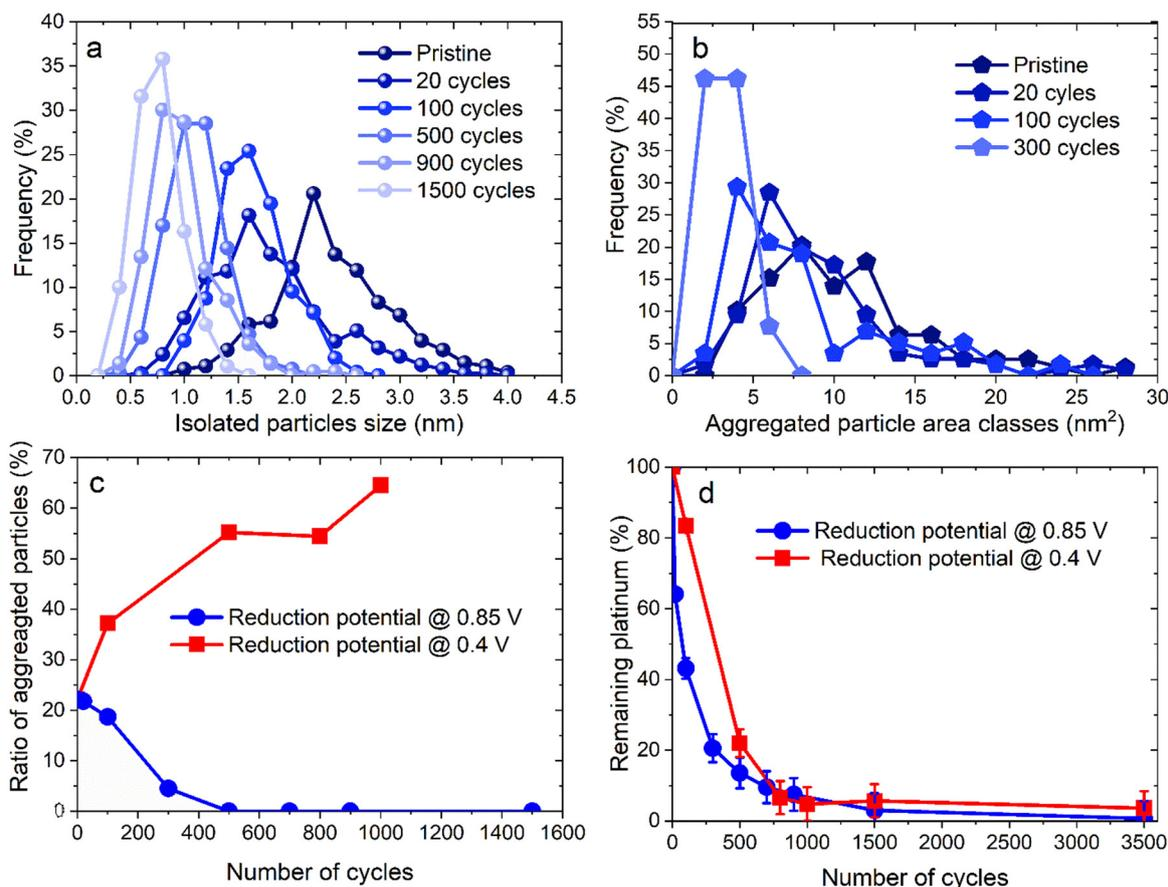 a
Frequency (%)
40
35
30
25
20
15
10
5
0
0.0 0.5 1.0 1.5 2.0 2.5 3.0 3.5 4.0 4.5
Isolated particles size (nm)
Pristine
20 cycles
100 cycles
500 cycles
900 cycles
1500 cycles
b
Frequency (%)
55
50
45
40
35
30
25
20
15
10
5
0
0 5 10 15 20 25 30
Aggregated particle area classes (nm²)
Pristine
20 cyles
100 cycles
300 cycles
c
Ratio of aggreagted particles (%)
70
60
50
40
30
20
10
0
0 200 400 600 800 1000 1200 1400 1600
Number of cycles
Reduction potential @ 0.85 V
Reduction potential @ 0.4 V
d
Remaining platinum (%)
100
80
60
40
20
0
0 500 1000 1500 2000 2500 3000 3500
Number of cycles
Reduction potential @ 0.85 V
Reduction potential @ 0.4 V